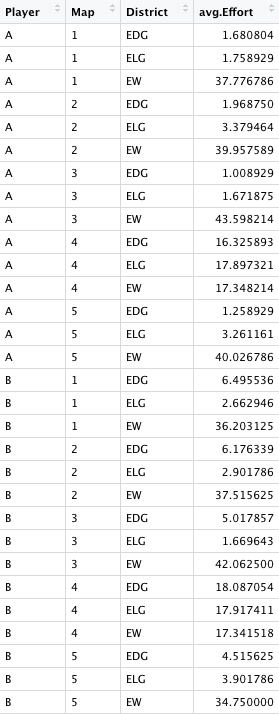 Player Map District avg.Effort
A 1 EDG 1.680804
A 1 ELG 1.758929
A 1 EW 37.776786
A 2 EDG 1.968750
A 2 ELG 3.379464
A 2 EW 39.957589
A 3 EDG 1.008929
A 3 ELG 1.671875
A 3 EW 43.598214
A 4 EDG 16.325893
A 4 ELG 17.897321
A 4 EW 17.348214
A 5 EDG 1.258929
A 5 ELG 3.261161
A 5 EW 40.026786
B 1 EDG 6.495536
B 1 ELG 2.662946
B 1 EW 36.203125
B 2 EDG 6.176339
B 2 ELG 2.901786
B 2 EW 37.515625
B 3 EDG 5.017857
B 3 ELG 1.669643
B 3 EW 42.062500
B 4 EDG 18.087054
B 4 ELG 17.917411
B 4 EW 17.341518
B 5 EDG 4.515625
B 5 ELG 3.901786
B 5 EW 34.750000